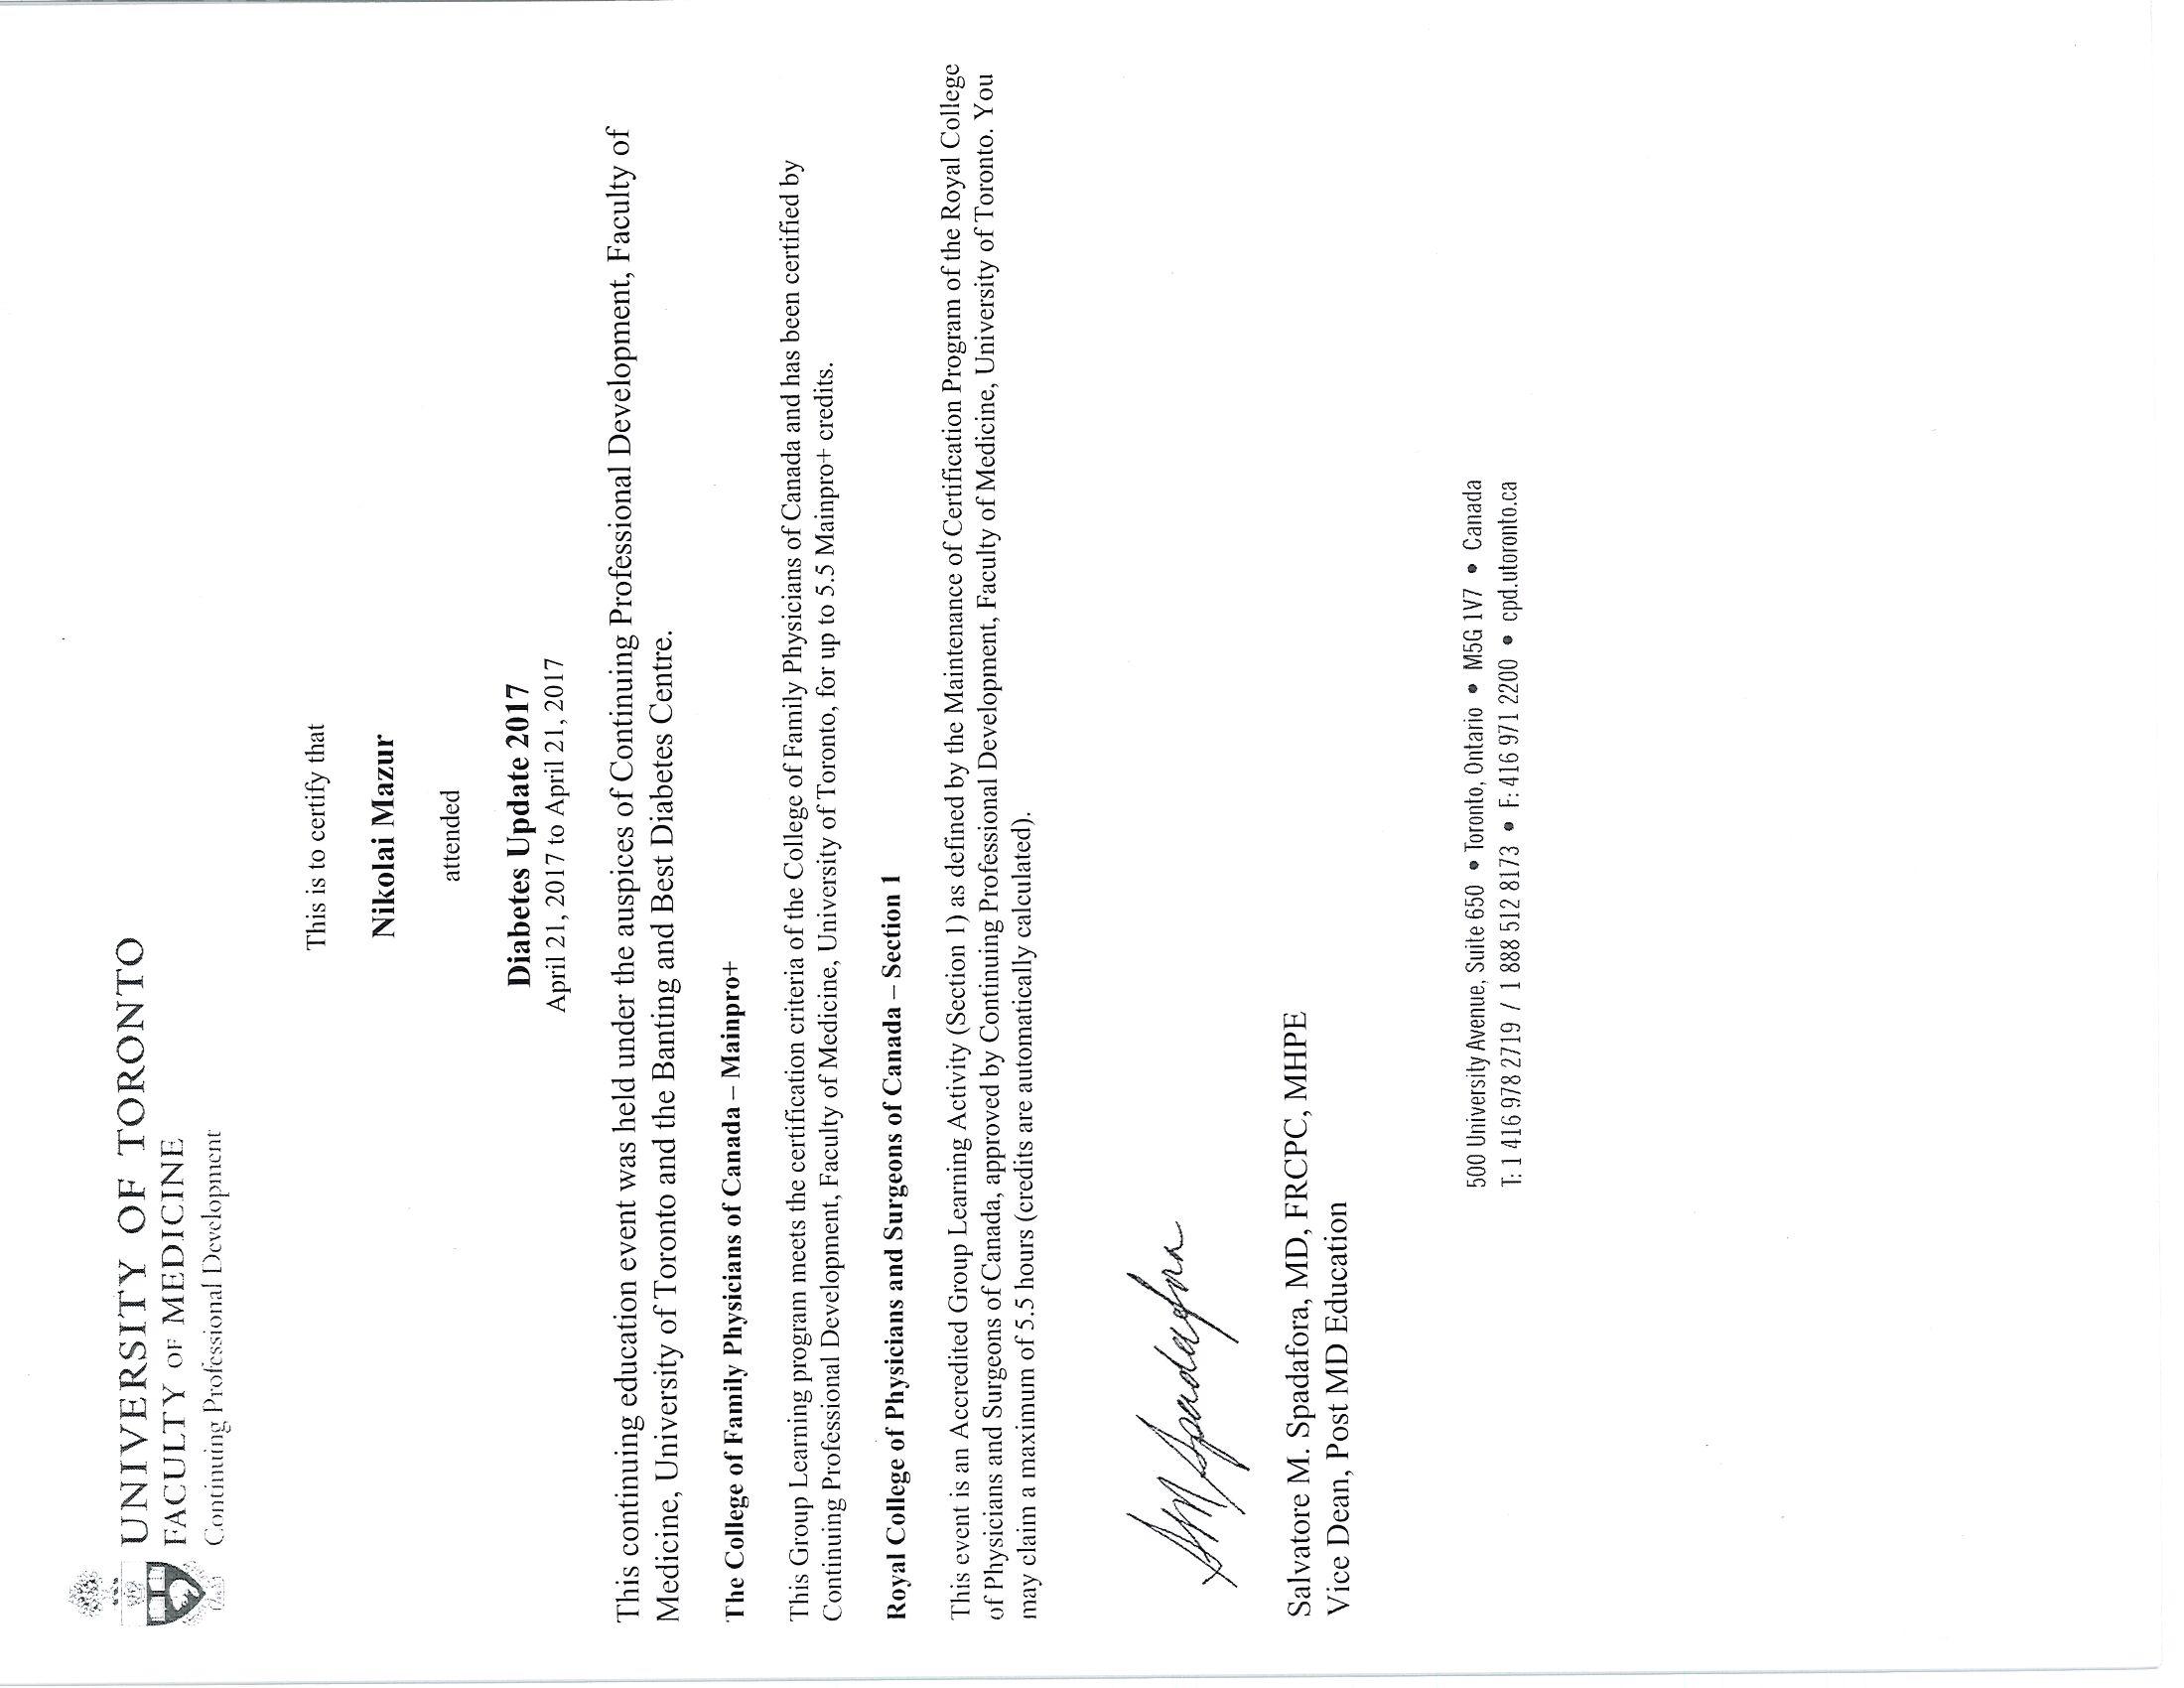 UNIVERSITY OF TORONTO
FACULTY OF MEDICINE
Continuing Professional Development
This is to certify that
Nikolai Mazur
attended
Diabetes Update 2017
April 21, 2017 to April 21, 2017
This continuing education event was held under the auspices of Continuing Professional Development, Faculty of
Medicine, University of Toronto and the Banting and Best Diabetes Centre.
The College of Family Physicians of Canada – Mainpro+
This Group Learning program meets the certification criteria of the College of Family Physicians of Canada and has been certified by
Continuing Professional Development, Faculty of Medicine, University of Toronto, for up to 5.5 Mainpro+ credits.
Royal College of Physicians and Surgeons of Canada – Section 1
This event is an Accredited Group Learning Activity (Section 1) as defined by the Maintenance of Certification Program of the Royal College
of Physicians and Surgeons of Canada, approved by Continuing Professional Development, Faculty of Medicine, University of Toronto. You
may claim a maximum of 5.5 hours (credits are automatically calculated).
SM Spadafora
Salvatore M. Spadafora, MD, FRCPC, MHPE
Vice Dean, Post MD Education
500 University Avenue, Suite 650 • Toronto, Ontario • M5G 1V7 • Canada
T: 1 416 978 2719 / 1 888 512 8173 • F: 416 971 2200 • cpd.utoronto.ca